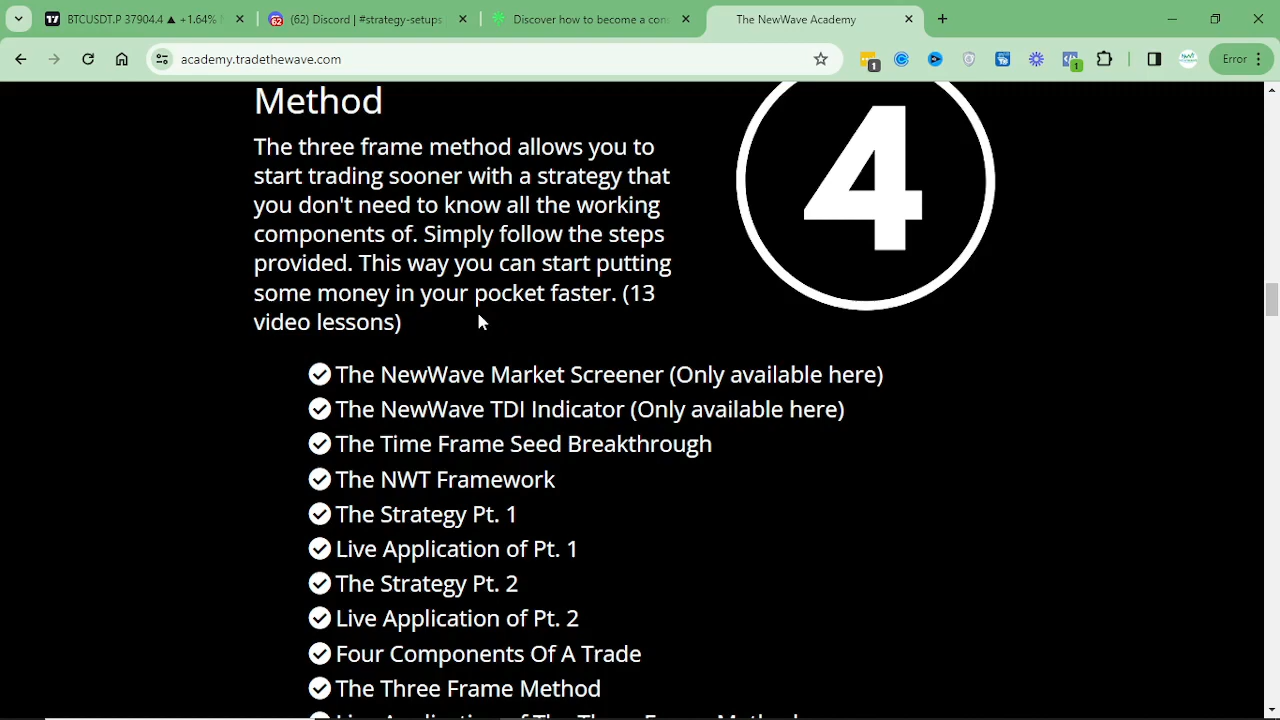 BTCUSDT.P 37904.4 ▲ +1.64%
62
(62) Discord | #strategy-setups
Discover how to become a con
The NewWave Academy
academy.tradethewave.com
1
1
Error
Method
4
The three frame method allows you to
start trading sooner with a strategy that
you don't need to know all the working
components of. Simply follow the steps
provided. This way you can start putting
some money in your pocket faster. (13
video lessons)
The NewWave Market Screener (Only available here)
The NewWave TDI Indicator (Only available here)
The Time Frame Seed Breakthrough
The NWT Framework
The Strategy Pt. 1
Live Application of Pt. 1
The Strategy Pt. 2
Live Application of Pt. 2
Four Components Of A Trade
The Three Frame Method